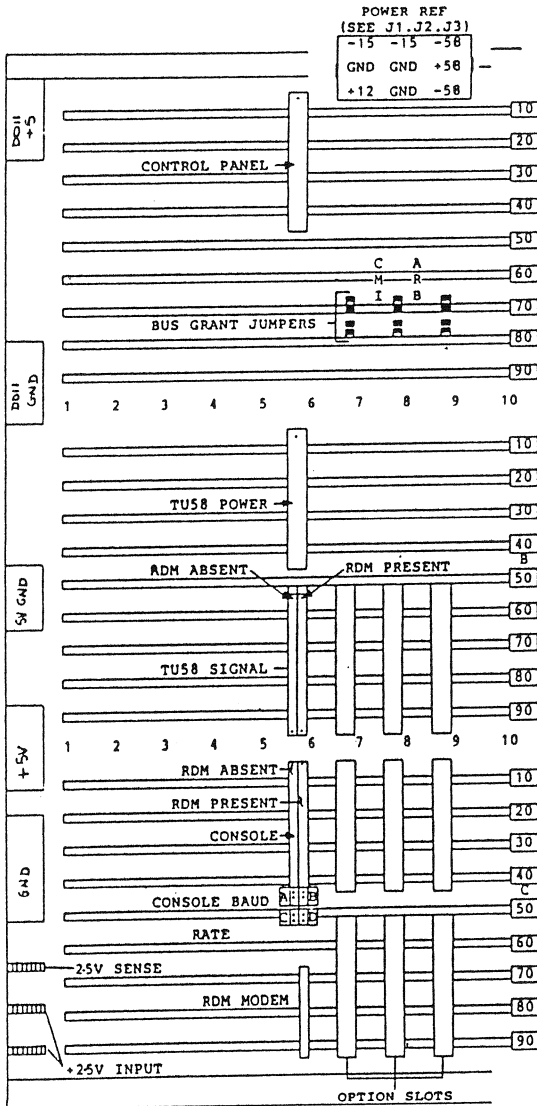 POWER REF
(SEE J1.J2.J3)
-15 -15 -58
GND GND +58
+12 GND -58
D011
+5
10
20
CONTROL PANEL
30
40
50
C A
M R
I B
60
70
BUS GRANT JUMPERS
80
90
D011
GND
1 2 3 4 5 6 7 8 9 10
10
20
TU58 POWER
30
40
B
RDM ABSENT
RDM PRESENT
50
5V GND
60
70
TU58 SIGNAL
80
90
+5V
1 2 3 4 5 6 7 8 9 10
RDM ABSENT
10
RDM PRESENT
20
CONSOLE
30
40
GND
A B
C
CONSOLE BAUD
C D
50
RATE
60
2.5V SENSE
70
RDM MODEM
80
90
+2.5V INPUT
OPTION SLOTS